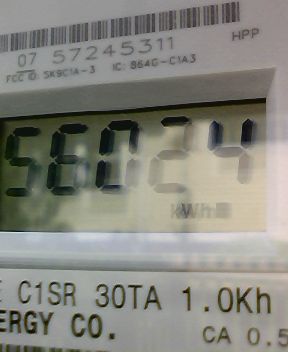 07 57245311
HPP
FCC ID: SK9C1A-3 IC: 864G-C1A3
56024
kWh
C1SR 30TA 1.0Kh
ERGY CO.
CA 0.5